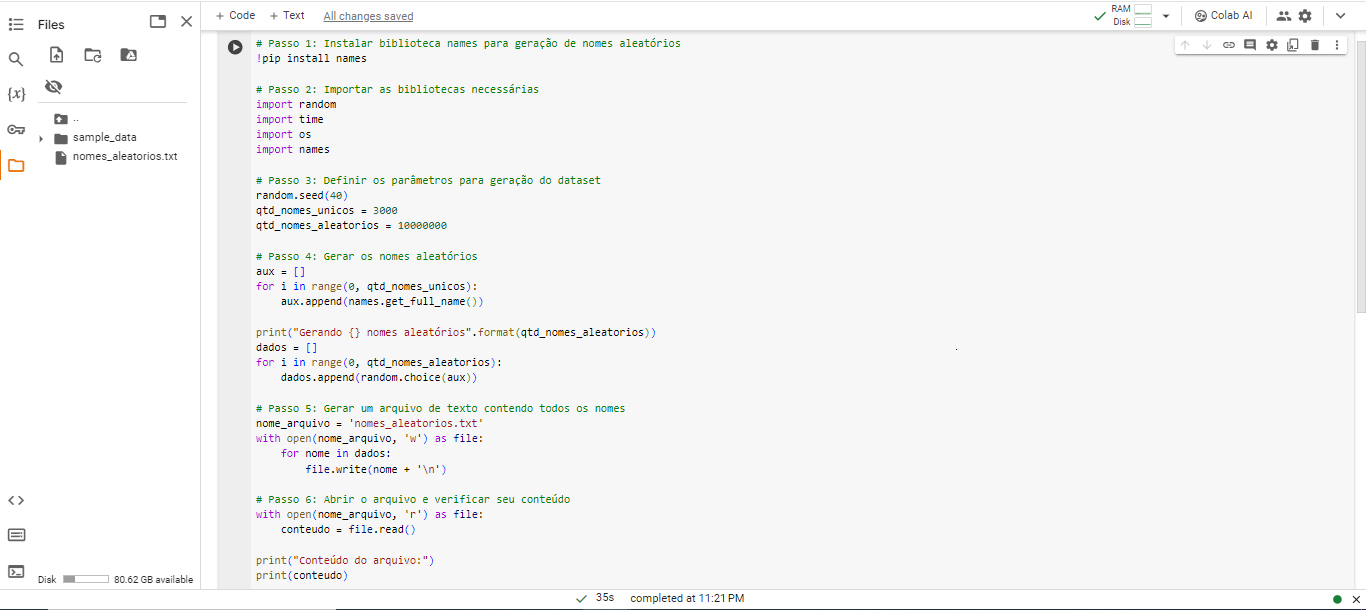 Files
+ Code + Text All changes saved
RAM
Disk
Colab AI
{x}
..
sample_data
nomes_aleatorios.txt
# Passo 1: Instalar biblioteca names para geração de nomes aleatórios
!pip install names
# Passo 2: Importar as bibliotecas necessárias
import random
import time
import os
import names
# Passo 3: Definir os parâmetros para geração do dataset
random.seed(40)
qtd_nomes_unicos = 3000
qtd_nomes_aleatorios = 10000000
# Passo 4: Gerar os nomes aleatórios
aux = []
for i in range(0, qtd_nomes_unicos):
    aux.append(names.get_full_name())
print("Gerando {} nomes aleatórios".format(qtd_nomes_aleatorios))
dados = []
for i in range(0, qtd_nomes_aleatorios):
    dados.append(random.choice(aux))
# Passo 5: Gerar um arquivo de texto contendo todos os nomes
nome_arquivo = 'nomes_aleatorios.txt'
with open(nome_arquivo, 'w') as file:
    for nome in dados:
        file.write(nome + '\n')
# Passo 6: Abrir o arquivo e verificar seu conteúdo
with open(nome_arquivo, 'r') as file:
    conteudo = file.read()
print("Conteúdo do arquivo:")
print(conteudo)
Disk 80.62 GB available
35s completed at 11:21 PM